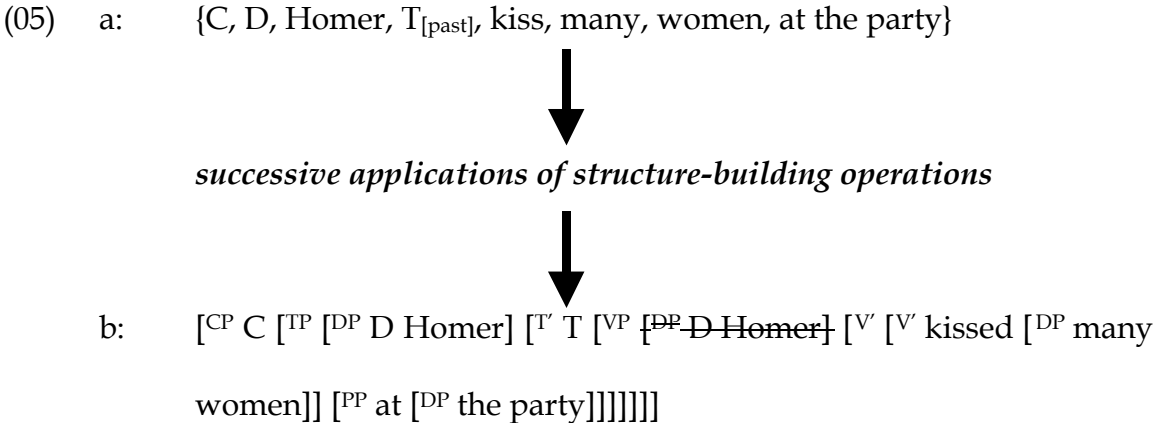 (05) a: {C, D, Homer, T[past], kiss, many, women, at the party}
successive applications of structure-building operations
b: [CP C [TP [DP D Homer] [T′ T [VP [DP D Homer] [V′ [V′ kissed [DP many
women]] [PP at [DP the party]]]]]]]